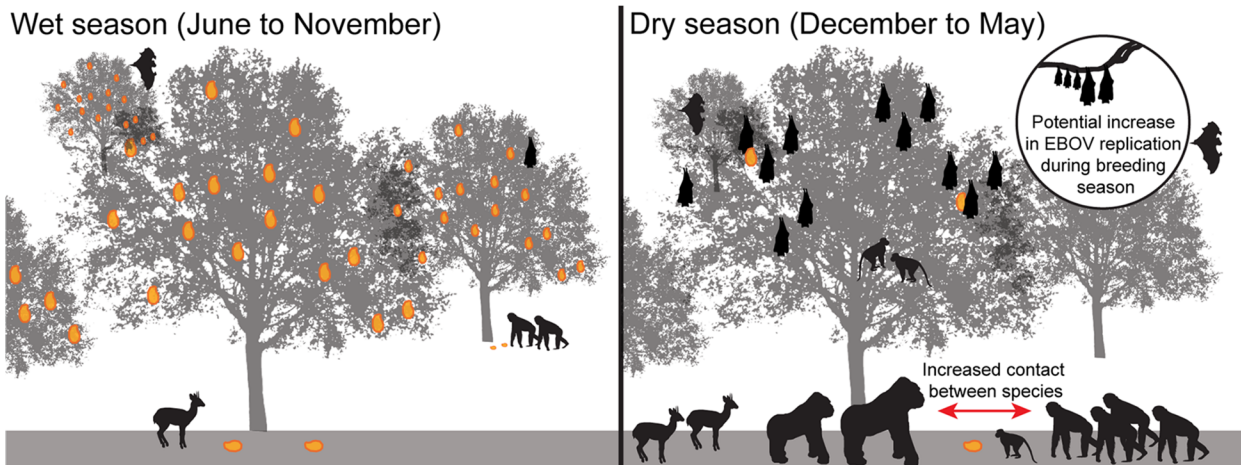 Wet season (June to November)
Dry season (December to May)
Potential increase
in EBOV replication
during breeding
season
Increased contact
between species